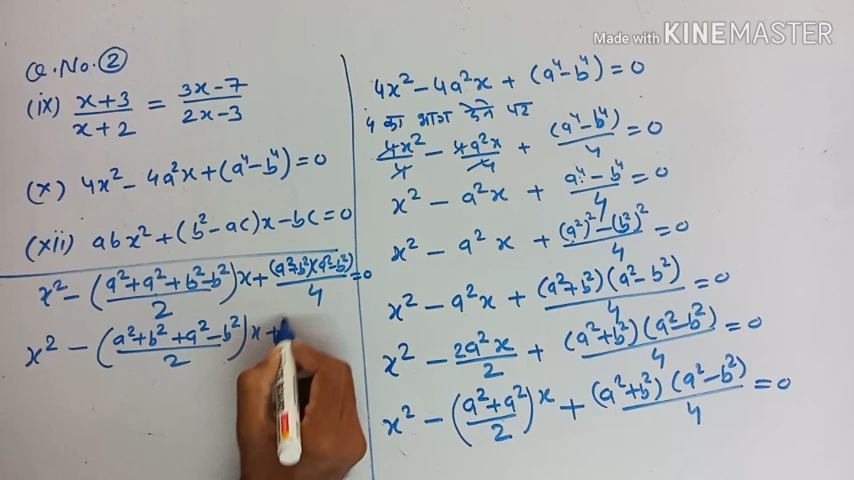 Made with KINEMASTER
Q.No.②
(ix) x+3/x+2 = 3x-7/2x-3
(x) 4x² - 4a²x + (a⁴-b⁴) = 0
(xii) abx² + (b²-ac)x - bc = 0
x² - (a²+a²+b²-b²/2)x + (a²+b²)(a²-b²)/4 = 0
x² - (a²+b²+a²-b²/2)x +
4x² - 4a²x + (a⁴-b⁴) = 0
4 का भाग देने पर
4x²/4 - 4a²x/4 + (a⁴-b⁴)/4 = 0
x² - a²x + a⁴-b⁴/4 = 0
x² - a²x + (a²)²-(b²)²/4 = 0
x² - a²x + (a²+b²)(a²-b²)/4 = 0
x² - 2a²x/2 + (a²+b²)(a²-b²)/4 = 0
x² - (a²+a²/2)x + (a²+b²)(a²-b²)/4 = 0